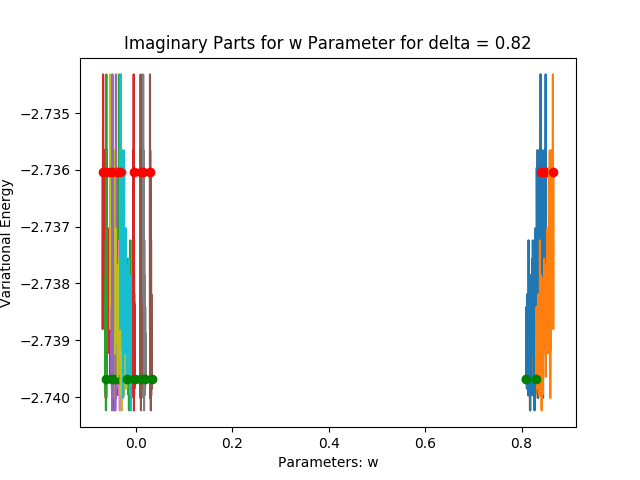 Imaginary Parts for w Parameter for delta = 0.82
−2.735
−2.736
−2.737
−2.738
−2.739
−2.740
Variational Energy
0.0 0.2 0.4 0.6 0.8
Parameters: w